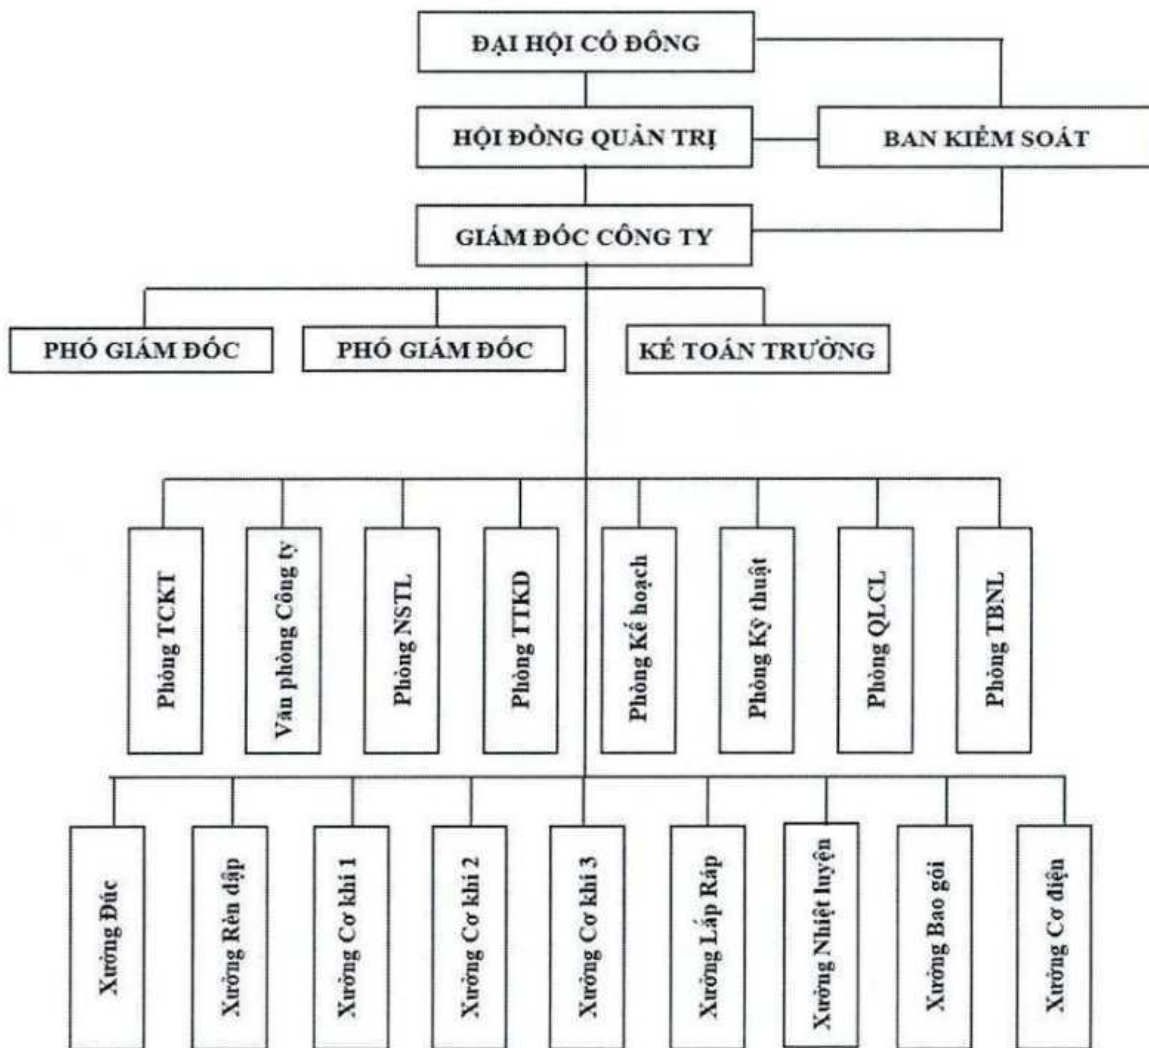 ĐẠI HỘI CỔ ĐÔNG
HỘI ĐỒNG QUẢN TRỊ
BAN KIỂM SOÁT
GIÁM ĐỐC CÔNG TY
PHÓ GIÁM ĐỐC
PHÓ GIÁM ĐỐC
KẾ TOÁN TRƯỞNG
Phòng TCKT
Văn phòng Công ty
Phòng NSTL
Phòng TTKD
Phòng Kế hoạch
Phòng Kỹ thuật
Phòng QLCL
Phòng TBNL
Xưởng Đúc
Xưởng Rèn dập
Xưởng Cơ khí 1
Xưởng Cơ khí 2
Xưởng Cơ khí 3
Xưởng Lắp Ráp
Xưởng Nhiệt luyện
Xưởng Bao gói
Xưởng Cơ điện